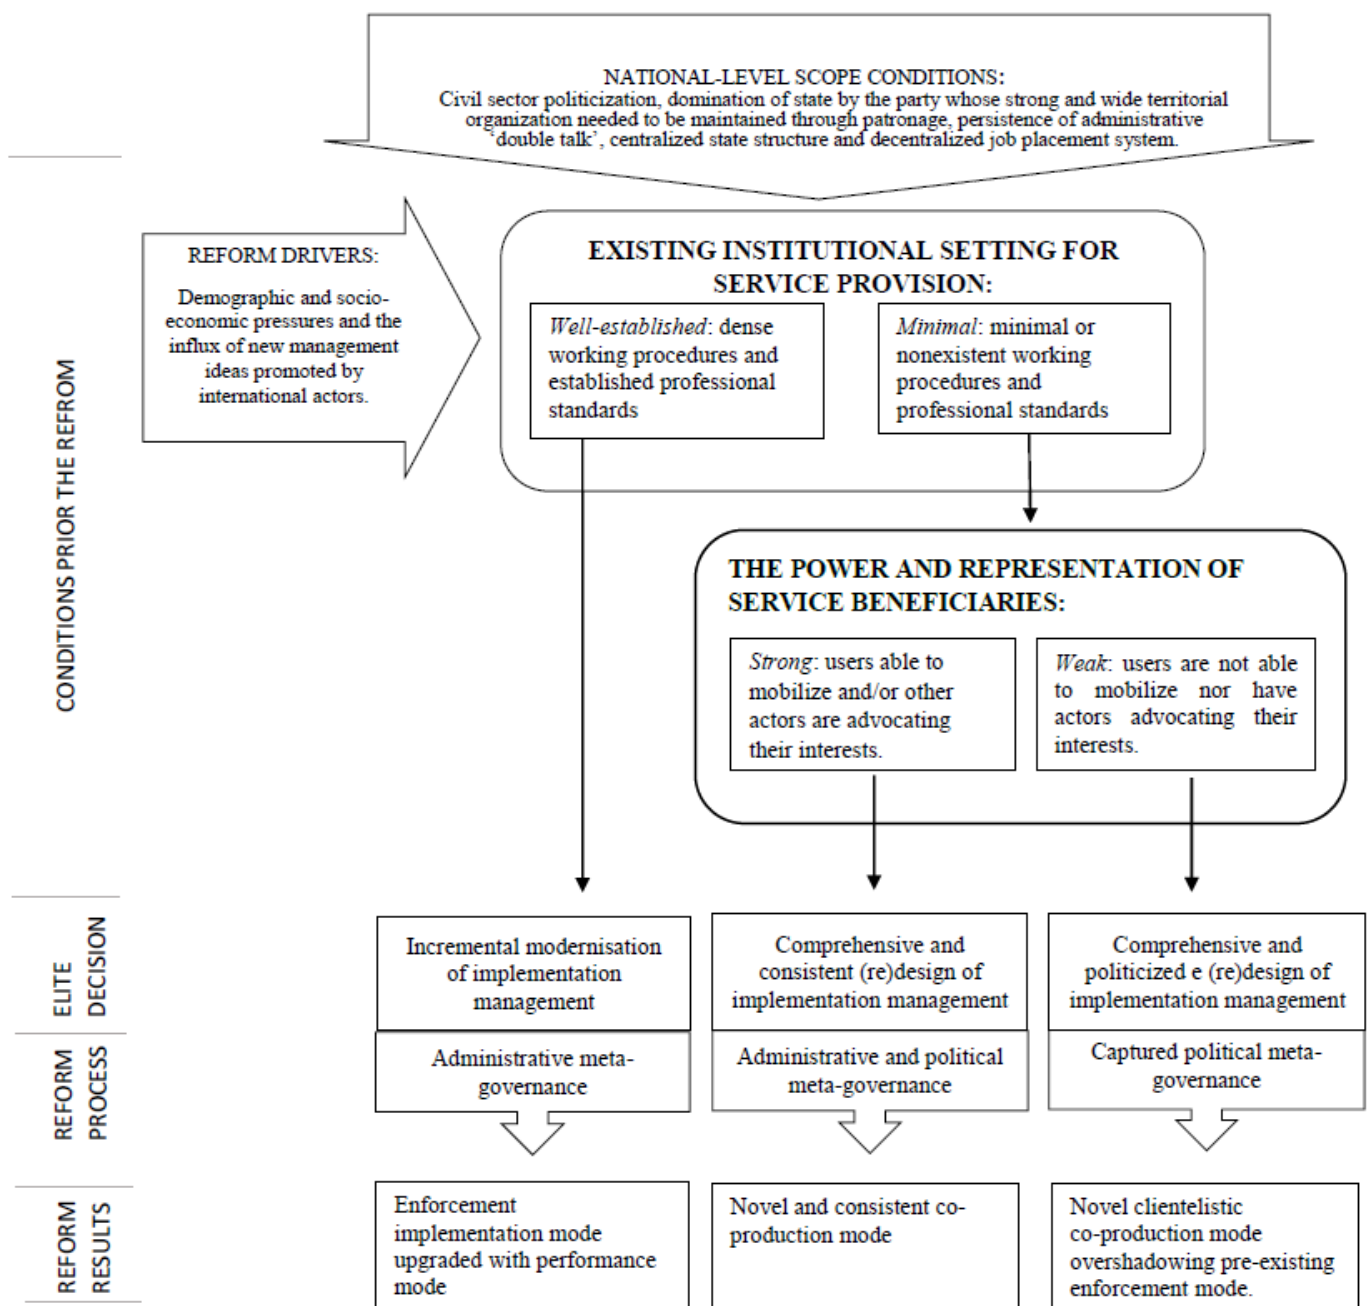 NATIONAL-LEVEL SCOPE CONDITIONS:
Civil sector politicization, domination of state by the party whose strong and wide territorial
organization needed to be maintained through patronage, persistence of administrative
‘double talk’, centralized state structure and decentralized job placement system.
CONDITIONS PRIOR THE REFROM
REFORM DRIVERS:
Demographic and socio-
economic pressures and the
influx of new management
ideas promoted by
international actors.
EXISTING INSTITUTIONAL SETTING FOR
SERVICE PROVISION:
Well-established: dense
working procedures and
established professional
standards
Minimal: minimal or
nonexistent working
procedures and
professional standards
THE POWER AND REPRESENTATION OF
SERVICE BENEFICIARIES:
Strong: users able to
mobilize and/or other
actors are advocating
their interests.
Weak: users are not able
to mobilize nor have
actors advocating their
interests.
ELITE
DECISION
Incremental modernisation
of implementation
management
Comprehensive and
consistent (re)design of
implementation management
Comprehensive and
politicized e (re)design of
implementation management
REFORM
PROCESS
Administrative meta-
governance
Administrative and political
meta-governance
Captured political meta-
governance
REFORM
RESULTS
Enforcement
implementation mode
upgraded with performance
mode
Novel and consistent co-
production mode
Novel clientelistic
co-production mode
overshadowing pre-existing
enforcement mode.